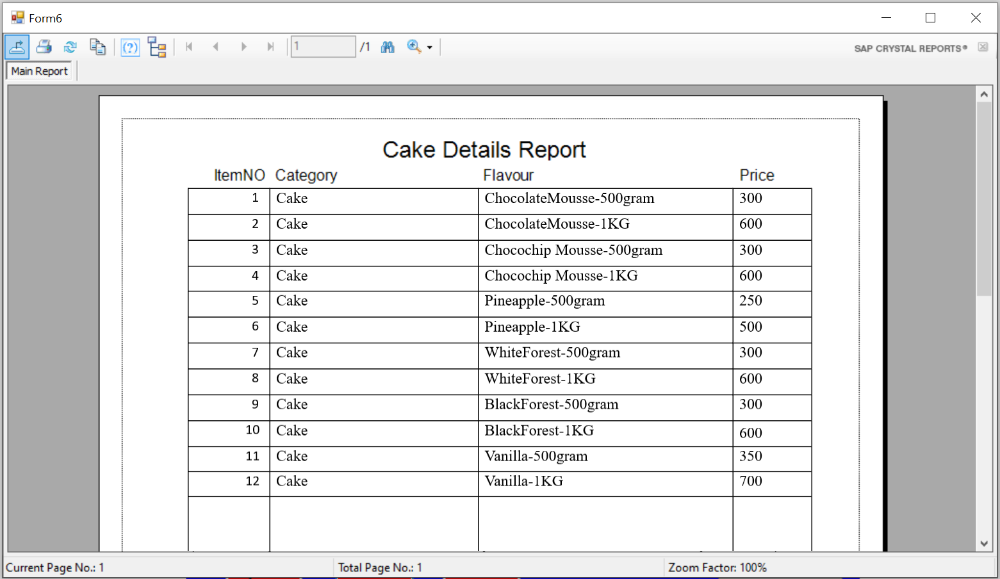 Form6
1 /1 SAP CRYSTAL REPORTS®
Main Report
Cake Details Report
ItemNO Category Flavour Price
1 Cake ChocolateMousse-500gram 300
2 Cake ChocolateMousse-1KG 600
3 Cake Chocochip Mousse-500gram 300
4 Cake Chocochip Mousse-1KG 600
5 Cake Pineapple-500gram 250
6 Cake Pineapple-1KG 500
7 Cake WhiteForest-500gram 300
8 Cake WhiteForest-1KG 600
9 Cake BlackForest-500gram 300
10 Cake BlackForest-1KG 600
11 Cake Vanilla-500gram 350
12 Cake Vanilla-1KG 700
Current Page No.: 1 Total Page No.: 1 Zoom Factor: 100%